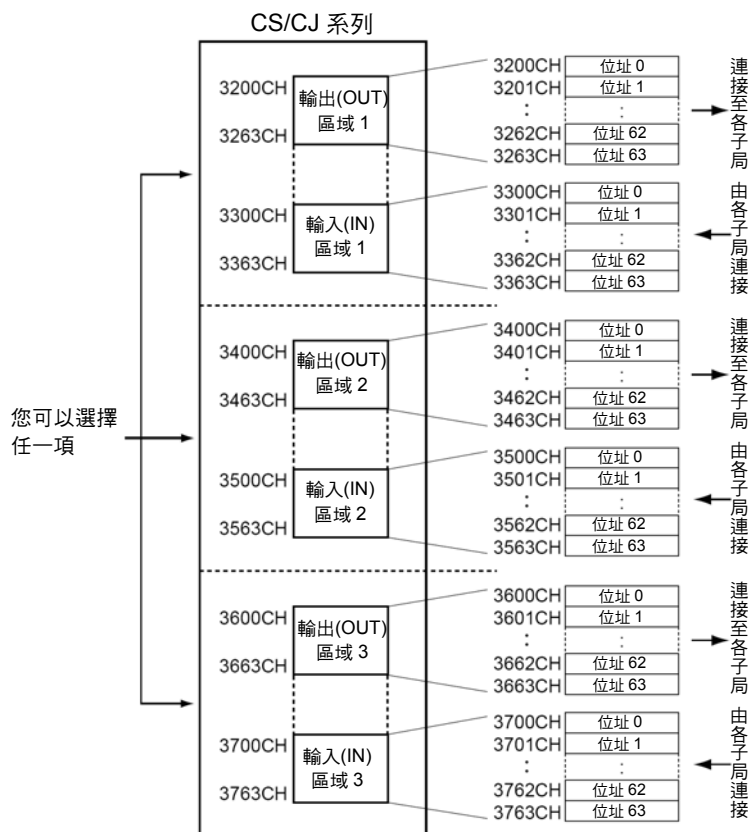 CS/CJ 系列
3200CH
3263CH
輸出(OUT)
區域 1
3200CH 位址 0
3201CH 位址 1
: :
3262CH 位址 62
3263CH 位址 63
連接至各子局
3300CH
3363CH
輸入(IN)
區域 1
3300CH 位址 0
3301CH 位址 1
: :
3362CH 位址 62
3363CH 位址 63
由各子局連接
3400CH
3463CH
輸出(OUT)
區域 2
3400CH 位址 0
3401CH 位址 1
: :
3462CH 位址 62
3463CH 位址 63
連接至各子局
您可以選擇
任一項
3500CH
3563CH
輸入(IN)
區域 2
3500CH 位址 0
3501CH 位址 1
: :
3562CH 位址 62
3563CH 位址 63
由各子局連接
3600CH
3663CH
輸出(OUT)
區域 3
3600CH 位址 0
3601CH 位址 1
: :
3662CH 位址 62
3663CH 位址 63
連接至各子局
3700CH
3763CH
輸入(IN)
區域 3
3700CH 位址 0
3701CH 位址 1
: :
3762CH 位址 62
3763CH 位址 63
由各子局連接